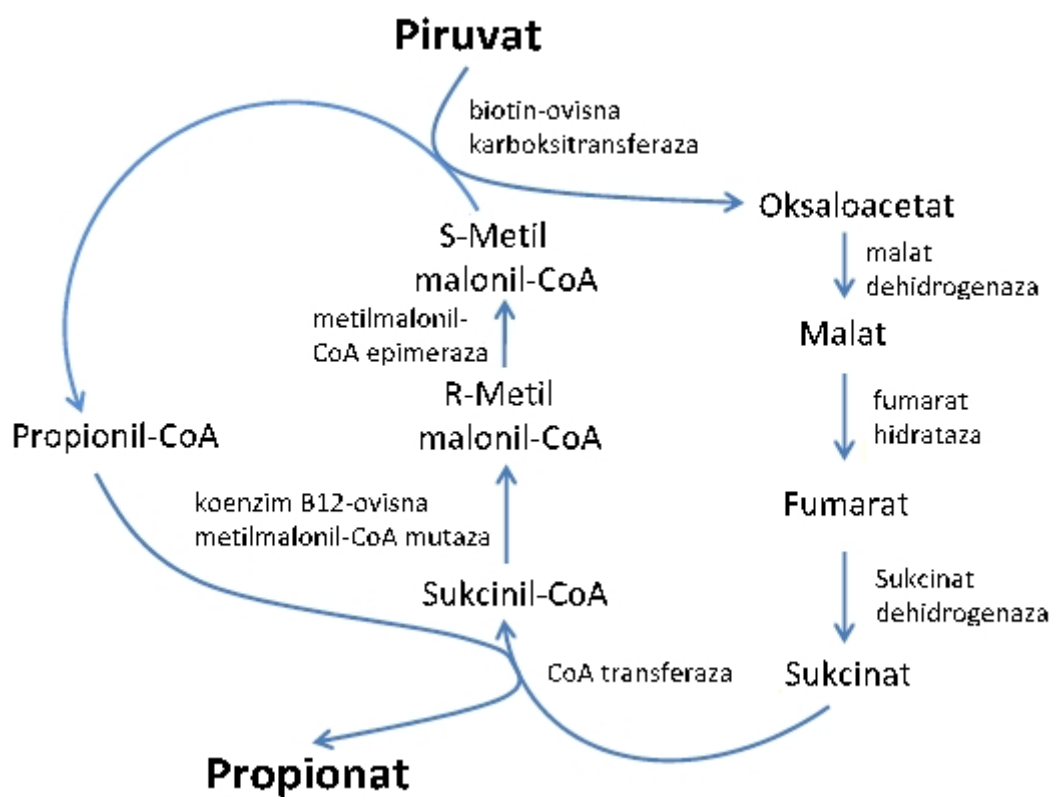 Piruvat
biotin-ovisna
karboksitransferaza
Oksaloacetat
S-Metil
malonil-CoA
malat
dehidrogenaza
metilmalonil-
CoA epimeraza
Malat
R-Metil
malonil-CoA
fumarat
hidrataza
Propionil-CoA
koenzim B12-ovisna
metilmalonil-CoA mutaza
Fumarat
Sukcinil-CoA
Sukcinat
dehidrogenaza
CoA transferaza
Sukcinat
Propionat